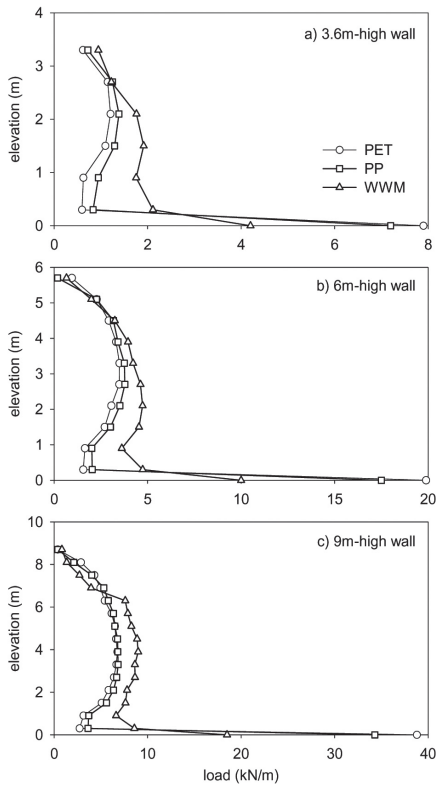 a) 3.6m-high wall
elevation (m)
4
3
2
1
0
PET
PP
WWM
0 2 4 6 8
b) 6m-high wall
elevation (m)
6
5
4
3
2
1
0
0 5 10 15 20
c) 9m-high wall
elevation (m)
10
8
6
4
2
0
0 10 20 30 40
load (kN/m)